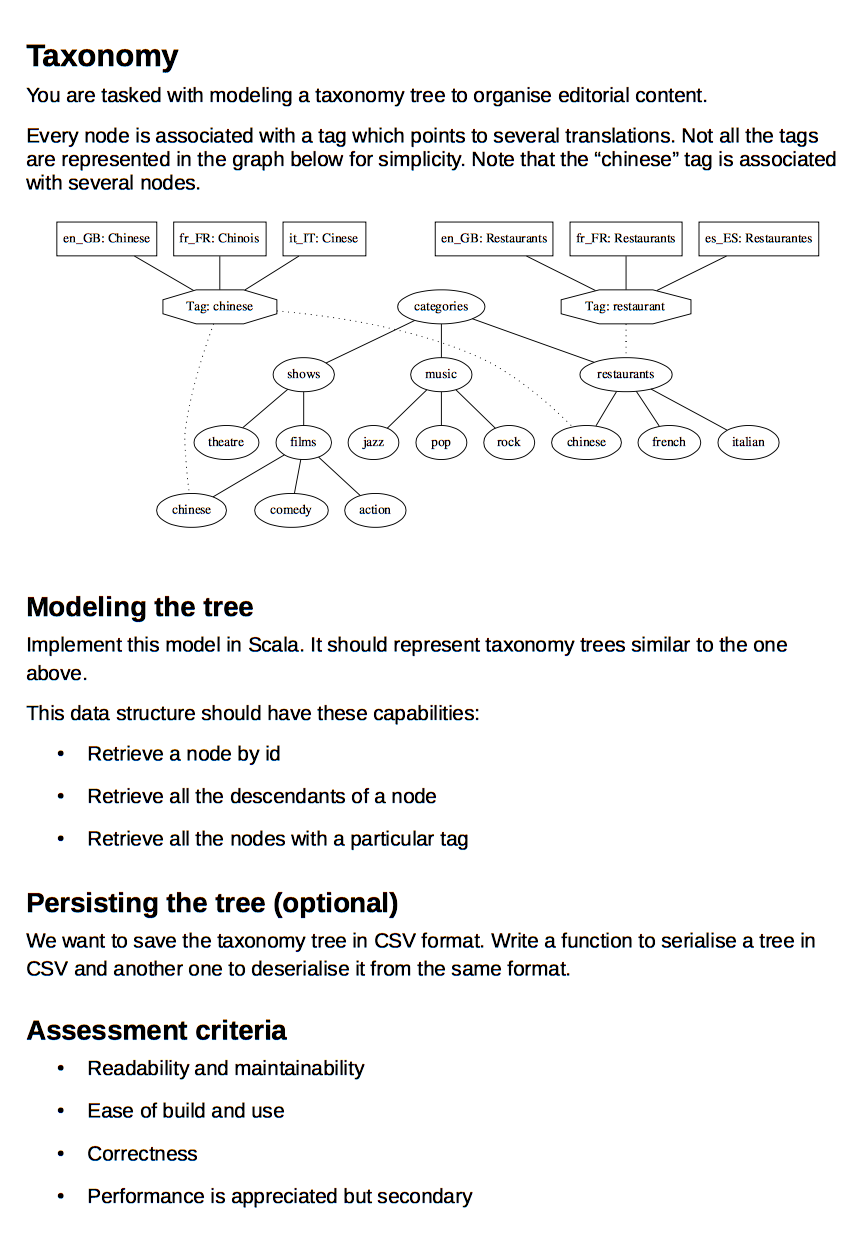 Taxonomy
You are tasked with modeling a taxonomy tree to organise editorial content.
Every node is associated with a tag which points to several translations. Not all the tags
are represented in the graph below for simplicity. Note that the “chinese” tag is associated
with several nodes.
en_GB: Chinese fr_FR: Chinois it_IT: Cinese en_GB: Restaurants fr_FR: Restaurants es_ES: Restaurantes
Tag: chinese categories Tag: restaurant
shows music restaurants
theatre films jazz pop rock chinese french italian
chinese comedy action
Modeling the tree
Implement this model in Scala. It should represent taxonomy trees similar to the one
above.
This data structure should have these capabilities:
• Retrieve a node by id
• Retrieve all the descendants of a node
• Retrieve all the nodes with a particular tag
Persisting the tree (optional)
We want to save the taxonomy tree in CSV format. Write a function to serialise a tree in
CSV and another one to deserialise it from the same format.
Assessment criteria
• Readability and maintainability
• Ease of build and use
• Correctness
• Performance is appreciated but secondary